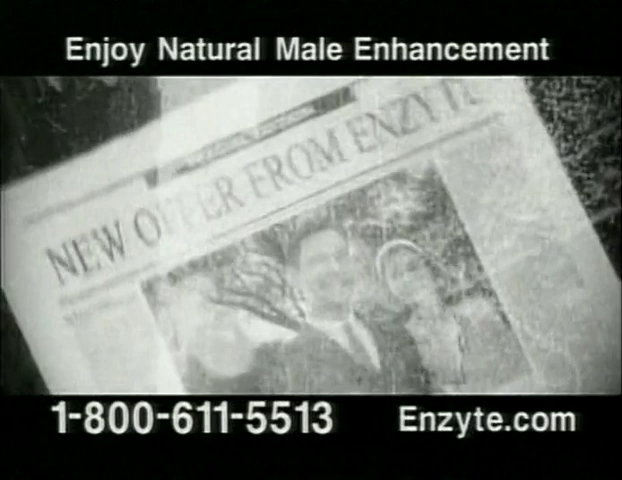 Enjoy Natural Male Enhancement
NEW OFFER FROM ENZYTE
1-800-611-5513 Enzyte.com